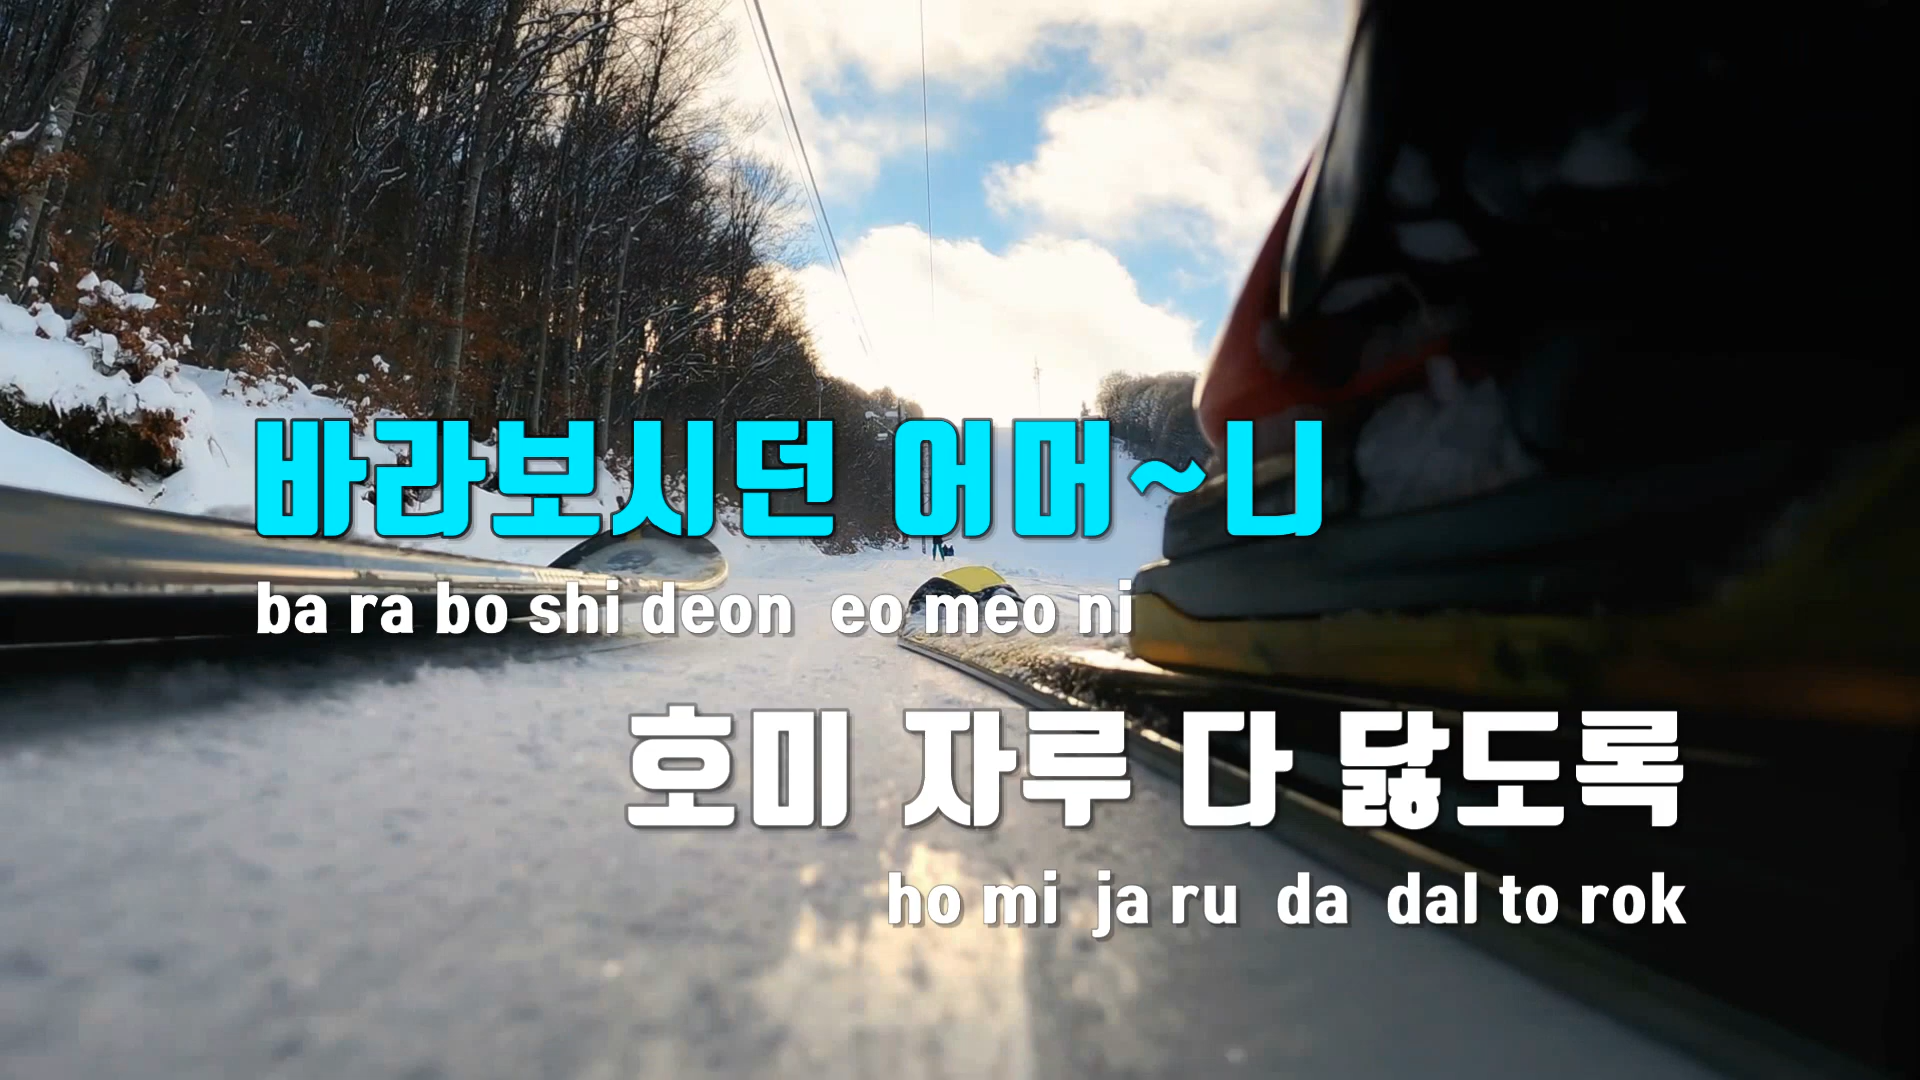 바라보시던 어머~니
ba ra bo shi deon eo meo ni
호미 자루 다 닳도록
ho mi ja ru da dal to rok